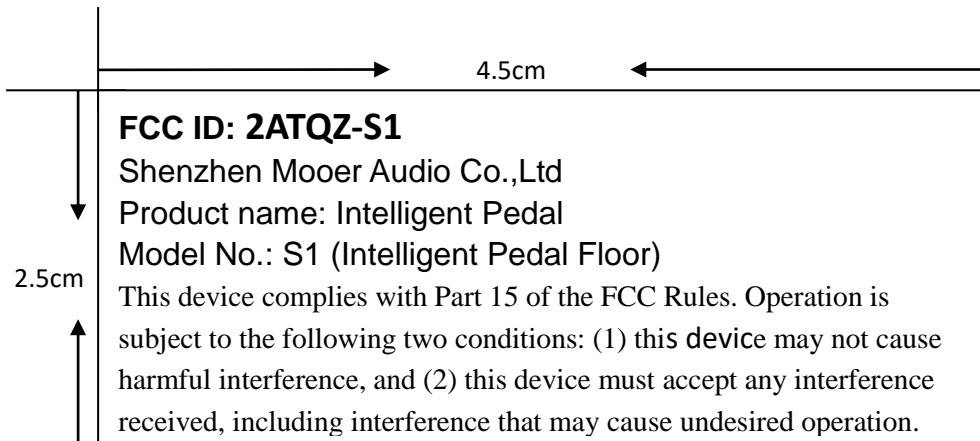 4.5cm
FCC ID: 2ATQZ-S1
Shenzhen Mooer Audio Co.,Ltd
Product name: Intelligent Pedal
Model No.: S1 (Intelligent Pedal Floor)
2.5cm
This device complies with Part 15 of the FCC Rules. Operation is
subject to the following two conditions: (1) this device may not cause
harmful interference, and (2) this device must accept any interference
received, including interference that may cause undesired operation.